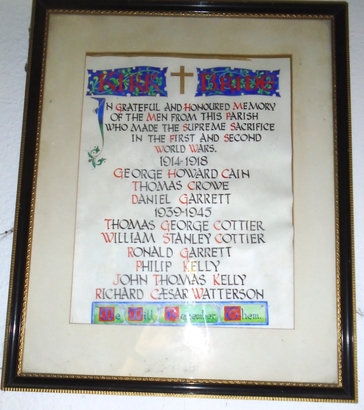 Kirk Bride
IN GRATEFUL AND HONOURED MEMORY
OF THE MEN FROM THIS PARISH
WHO MADE THE SUPREME SACRIFICE
IN THE FIRST AND SECOND
WORLD WARS.
1914-1918
GEORGE HOWARD CAIN
THOMAS CROWE
DANIEL GARRETT
1939-1945
THOMAS GEORGE COTTIER
WILLIAM STANLEY COTTIER
RONALD GARRETT
PHILIP KELLY
JOHN THOMAS KELLY
RICHARD CÆSAR WATTERSON
We Will Remember Them.